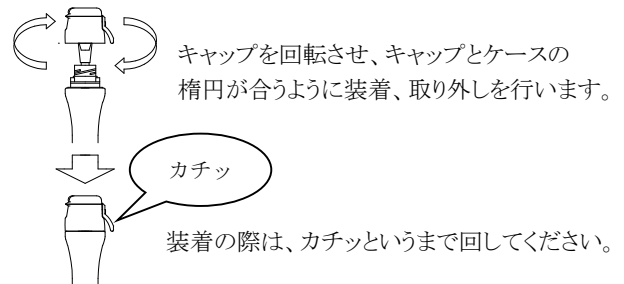 キャップを回転させ、キャップとケースの
楕円が合うように装着、取り外しを行います。
カチッ
装着の際は、カチッというまで回してください。